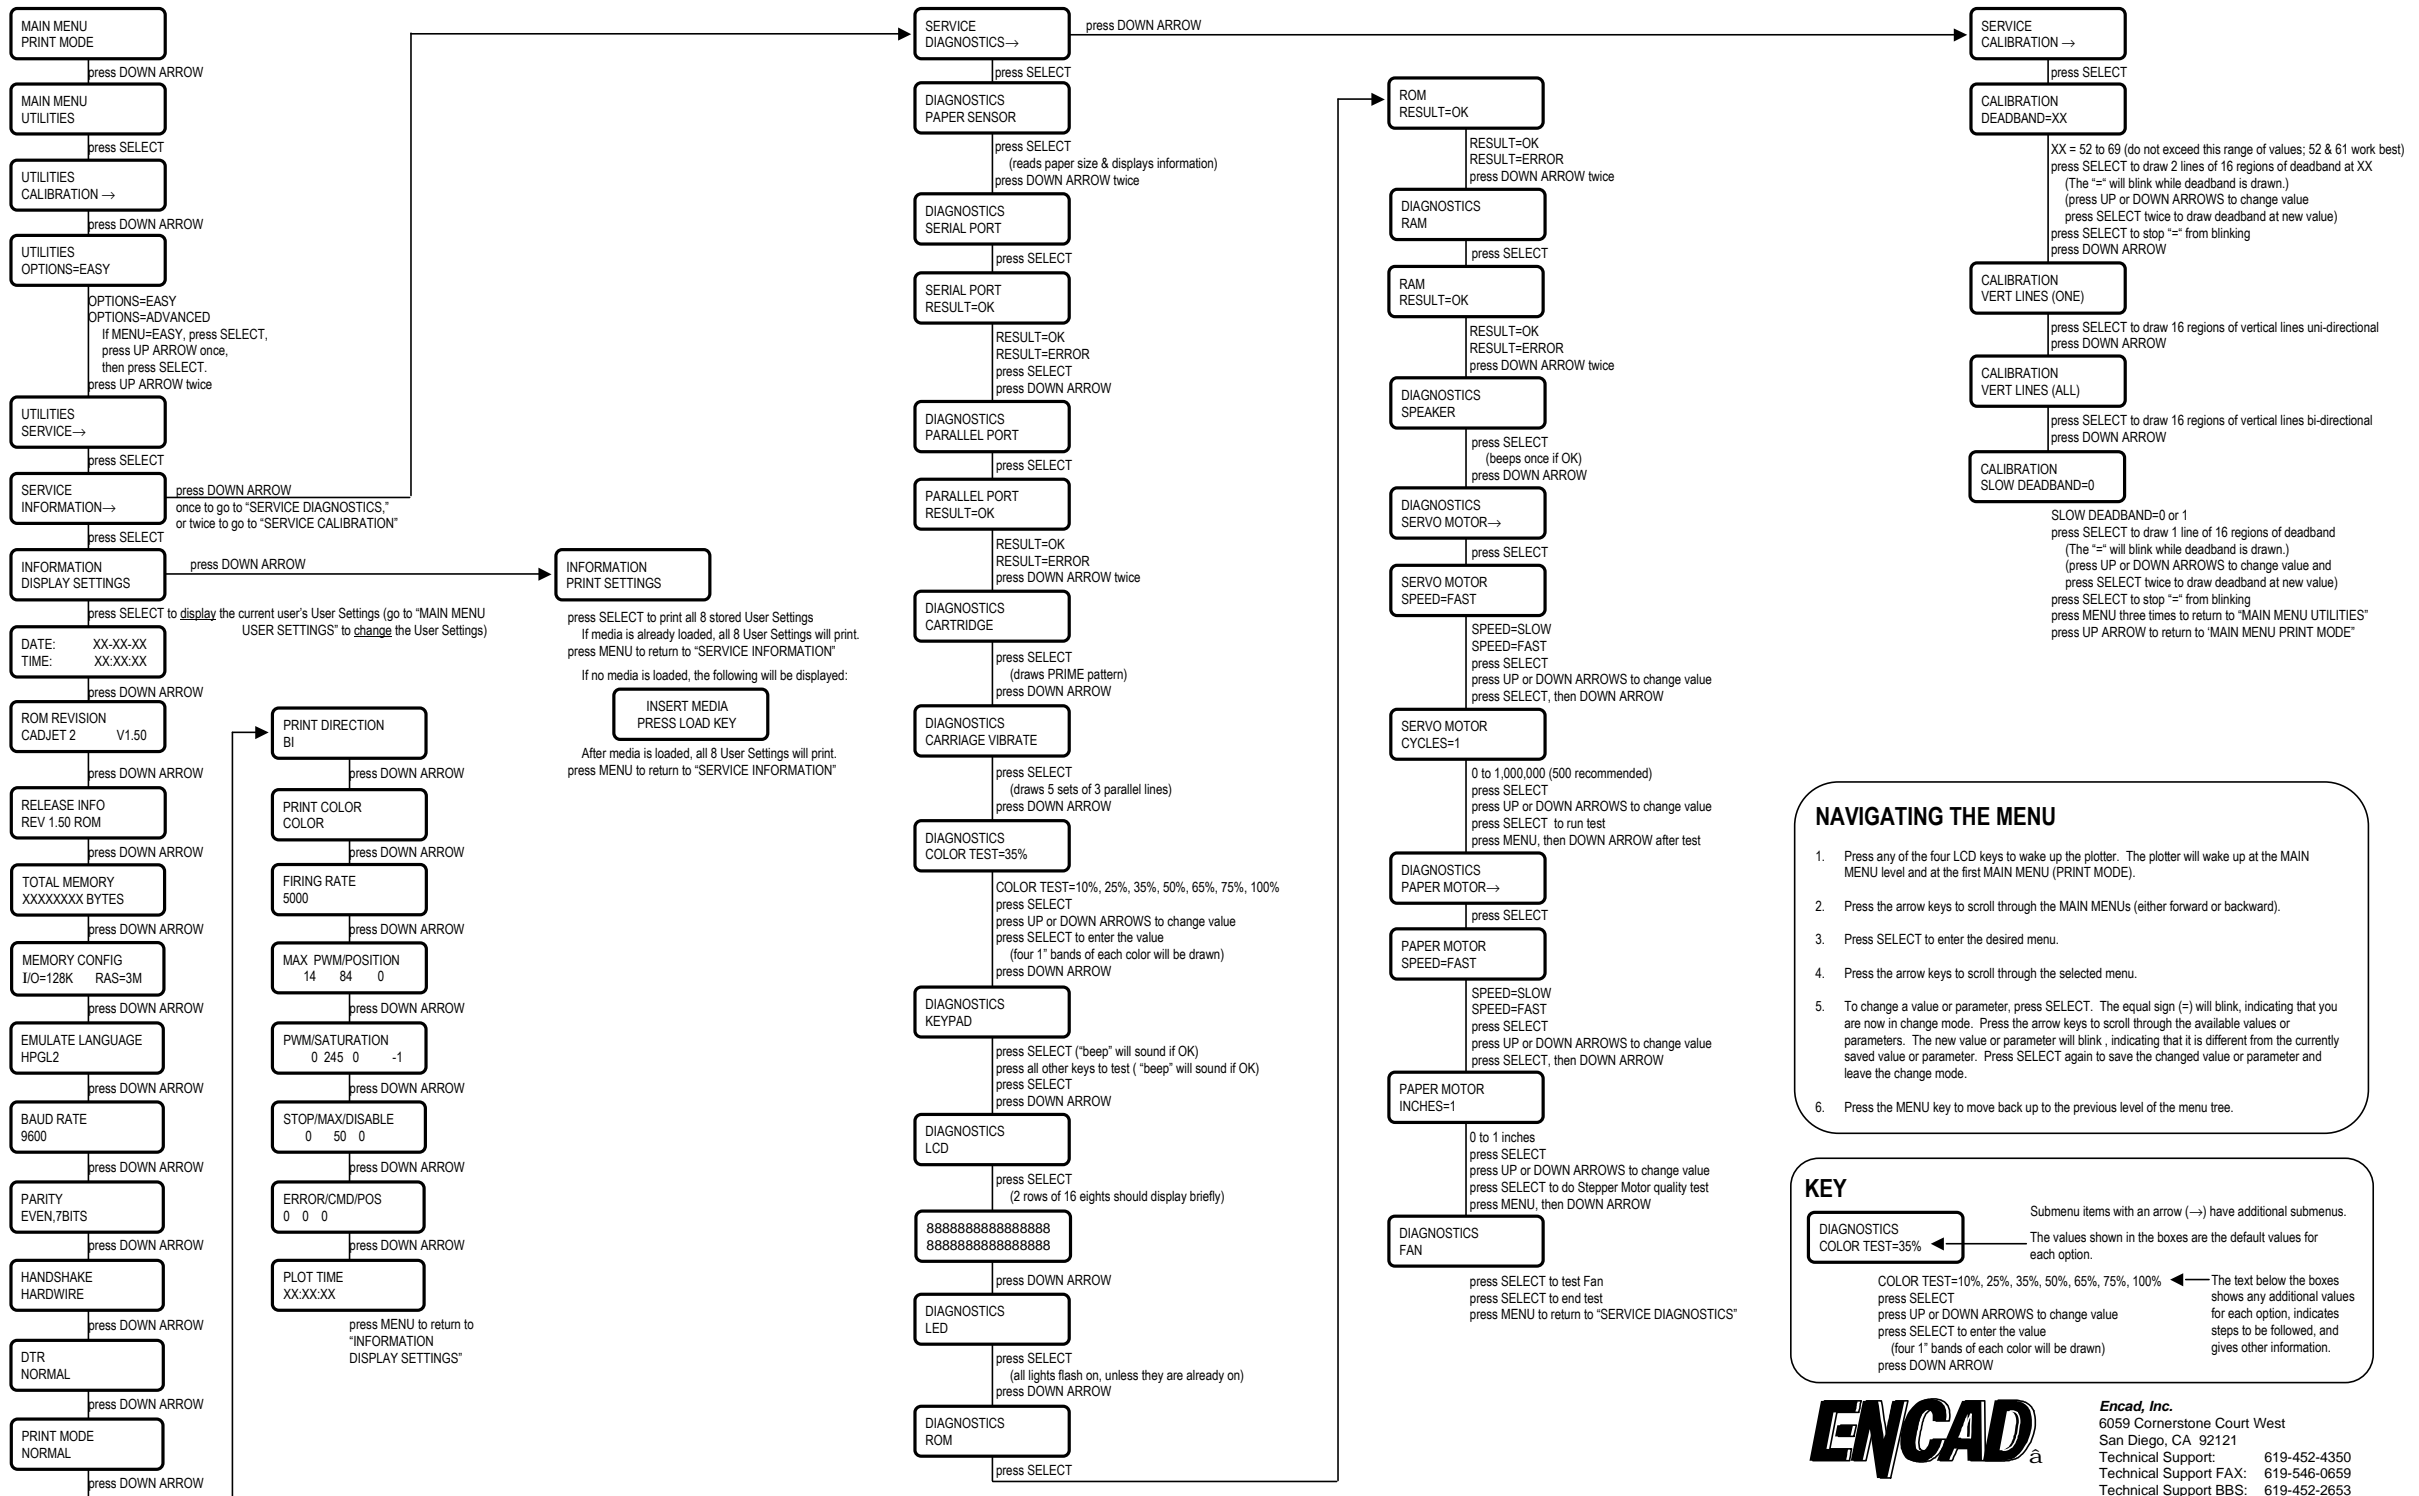 MAIN MENU
PRINT MODE
press DOWN ARROW
MAIN MENU
UTILITIES
press SELECT
UTILITIES
CALIBRATION →
press DOWN ARROW
UTILITIES
OPTIONS=EASY
OPTIONS=EASY
OPTIONS=ADVANCED
If MENU=EASY, press SELECT,
press UP ARROW once,
then press SELECT.
press UP ARROW twice
UTILITIES
SERVICE→
press SELECT
SERVICE
INFORMATION→
press DOWN ARROW
once to go to “SERVICE DIAGNOSTICS,”
or twice to go to “SERVICE CALIBRATION”
press SELECT
INFORMATION
DISPLAY SETTINGS
press DOWN ARROW
press SELECT to display the current user's User Settings (go to “MAIN MENU
USER SETTINGS” to change the User Settings)
DATE: XX-XX-XX
TIME: XX:XX:XX
press DOWN ARROW
ROM REVISION
CADJET 2 V1.50
press DOWN ARROW
RELEASE INFO
REV 1.50 ROM
press DOWN ARROW
TOTAL MEMORY
XXXXXXXX BYTES
press DOWN ARROW
MEMORY CONFIG
I/O=128K RAS=3M
press DOWN ARROW
EMULATE LANGUAGE
HPGL2
press DOWN ARROW
BAUD RATE
9600
press DOWN ARROW
PARITY
EVEN,7BITS
press DOWN ARROW
HANDSHAKE
HARDWIRE
press DOWN ARROW
DTR
NORMAL
press DOWN ARROW
PRINT MODE
NORMAL
press DOWN ARROW
PRINT DIRECTION
BI
press DOWN ARROW
PRINT COLOR
COLOR
press DOWN ARROW
FIRING RATE
5000
press DOWN ARROW
MAX PWM/POSITION
14 84 0
press DOWN ARROW
PWM/SATURATION
0 245 0 -1
press DOWN ARROW
STOP/MAX/DISABLE
0 50 0
press DOWN ARROW
ERROR/CMD/POS
0 0 0
press DOWN ARROW
PLOT TIME
XX:XX:XX
press MENU to return to
“INFORMATION
DISPLAY SETTINGS”
INFORMATION
PRINT SETTINGS
press SELECT to print all 8 stored User Settings
If media is already loaded, all 8 User Settings will print.
press MENU to return to “SERVICE INFORMATION”
If no media is loaded, the following will be displayed:
INSERT MEDIA
PRESS LOAD KEY
After media is loaded, all 8 User Settings will print.
press MENU to return to “SERVICE INFORMATION”
SERVICE
DIAGNOSTICS→
press DOWN ARROW
press SELECT
DIAGNOSTICS
PAPER SENSOR
press SELECT
(reads paper size & displays information)
press DOWN ARROW twice
DIAGNOSTICS
SERIAL PORT
press SELECT
SERIAL PORT
RESULT=OK
RESULT=OK
RESULT=ERROR
press SELECT
press DOWN ARROW
DIAGNOSTICS
PARALLEL PORT
press SELECT
PARALLEL PORT
RESULT=OK
RESULT=OK
RESULT=ERROR
press DOWN ARROW twice
DIAGNOSTICS
CARTRIDGE
press SELECT
(draws PRIME pattern)
press DOWN ARROW
DIAGNOSTICS
CARRIAGE VIBRATE
press SELECT
(draws 5 sets of 3 parallel lines)
press DOWN ARROW
DIAGNOSTICS
COLOR TEST=35%
COLOR TEST=10%, 25%, 35%, 50%, 65%, 75%, 100%
press SELECT
press UP or DOWN ARROWS to change value
press SELECT to enter the value
(four 1” bands of each color will be drawn)
press DOWN ARROW
DIAGNOSTICS
KEYPAD
press SELECT (“beep” will sound if OK)
press all other keys to test ( “beep” will sound if OK)
press SELECT
press DOWN ARROW
DIAGNOSTICS
LCD
press SELECT
(2 rows of 16 eights should display briefly)
8888888888888888
8888888888888888
press DOWN ARROW
DIAGNOSTICS
LED
press SELECT
(all lights flash on, unless they are already on)
press DOWN ARROW
DIAGNOSTICS
ROM
press SELECT
ROM
RESULT=OK
RESULT=OK
RESULT=ERROR
press DOWN ARROW twice
DIAGNOSTICS
RAM
press SELECT
RAM
RESULT=OK
RESULT=OK
RESULT=ERROR
press DOWN ARROW twice
DIAGNOSTICS
SPEAKER
press SELECT
(beeps once if OK)
press DOWN ARROW
DIAGNOSTICS
SERVO MOTOR→
press SELECT
SERVO MOTOR
SPEED=FAST
SPEED=SLOW
SPEED=FAST
press SELECT
press UP or DOWN ARROWS to change value
press SELECT, then DOWN ARROW
SERVO MOTOR
CYCLES=1
0 to 1,000,000 (500 recommended)
press SELECT
press UP or DOWN ARROWS to change value
press SELECT to run test
press MENU, then DOWN ARROW after test
DIAGNOSTICS
PAPER MOTOR→
press SELECT
PAPER MOTOR
SPEED=FAST
SPEED=SLOW
SPEED=FAST
press SELECT
press UP or DOWN ARROWS to change value
press SELECT, then DOWN ARROW
PAPER MOTOR
INCHES=1
0 to 1 inches
press SELECT
press UP or DOWN ARROWS to change value
press SELECT to do Stepper Motor quality test
press MENU, then DOWN ARROW
DIAGNOSTICS
FAN
press SELECT to test Fan
press SELECT to end test
press MENU to return to “SERVICE DIAGNOSTICS”
SERVICE
CALIBRATION →
press SELECT
CALIBRATION
DEADBAND=XX
XX = 52 to 69 (do not exceed this range of values; 52 & 61 work best)
press SELECT to draw 2 lines of 16 regions of deadband at XX
(The “=“ will blink while deadband is drawn.)
(press UP or DOWN ARROWS to change value
press SELECT twice to draw deadband at new value)
press SELECT to stop “=“ from blinking
press DOWN ARROW
CALIBRATION
VERT LINES (ONE)
press SELECT to draw 16 regions of vertical lines uni-directional
press DOWN ARROW
CALIBRATION
VERT LINES (ALL)
press SELECT to draw 16 regions of vertical lines bi-directional
press DOWN ARROW
CALIBRATION
SLOW DEADBAND=0
SLOW DEADBAND=0 or 1
press SELECT to draw 1 line of 16 regions of deadband
(The “=“ will blink while deadband is drawn.)
(press UP or DOWN ARROWS to change value and
press SELECT twice to draw deadband at new value)
press SELECT to stop “=“ from blinking
press MENU three times to return to “MAIN MENU UTILITIES”
press UP ARROW to return to ‘MAIN MENU PRINT MODE”
NAVIGATING THE MENU
1. Press any of the four LCD keys to wake up the plotter. The plotter will wake up at the MAIN
MENU level and at the first MAIN MENU (PRINT MODE).
2. Press the arrow keys to scroll through the MAIN MENUs (either forward or backward).
3. Press SELECT to enter the desired menu.
4. Press the arrow keys to scroll through the selected menu.
5. To change a value or parameter, press SELECT. The equal sign (=) will blink, indicating that you
are now in change mode. Press the arrow keys to scroll through the available values or
parameters. The new value or parameter will blink , indicating that it is different from the currently
saved value or parameter. Press SELECT again to save the changed value or parameter and
leave the change mode.
6. Press the MENU key to move back up to the previous level of the menu tree.
KEY
DIAGNOSTICS
COLOR TEST=35%
Submenu items with an arrow (→) have additional submenus.
The values shown in the boxes are the default values for
each option.
COLOR TEST=10%, 25%, 35%, 50%, 65%, 75%, 100%
press SELECT
press UP or DOWN ARROWS to change value
press SELECT to enter the value
(four 1” bands of each color will be drawn)
press DOWN ARROW
The text below the boxes
shows any additional values
for each option, indicates
steps to be followed, and
gives other information.
ENCAD â
Encad, Inc.
6059 Cornerstone Court West
San Diego, CA 92121
Technical Support: 619-452-4350
Technical Support FAX: 619-546-0659
Technical Support BBS: 619-452-2653